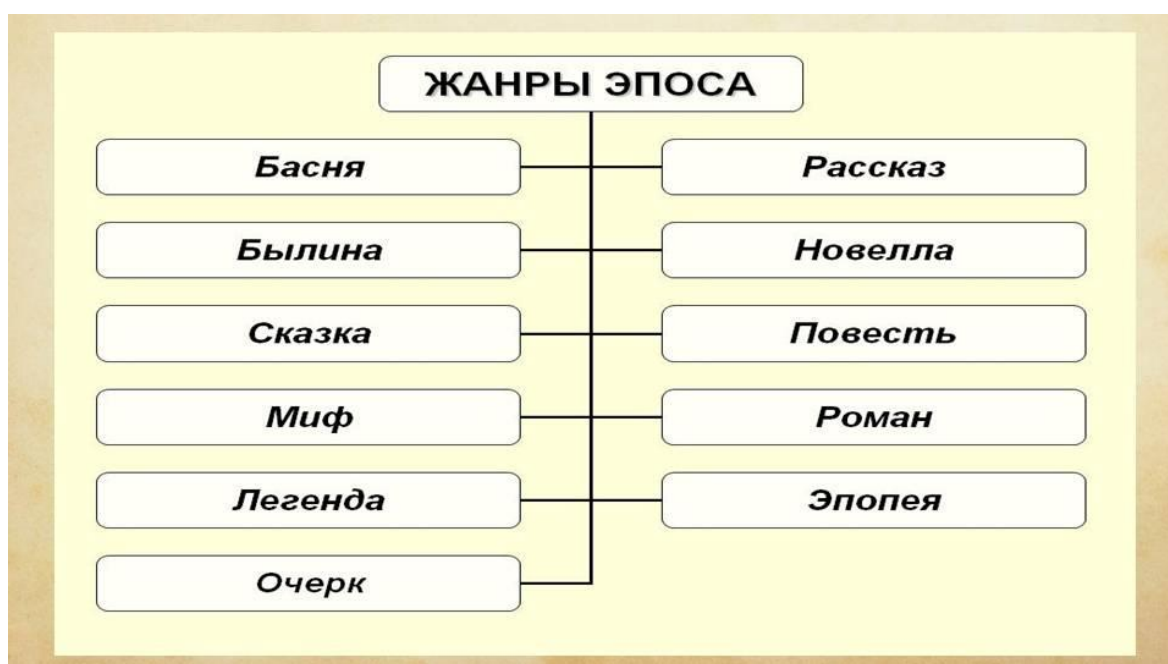 ЖАНРЫ ЭПОСА
Басня
Рассказ
Былина
Новелла
Сказка
Повесть
Миф
Роман
Легенда
Эпопея
Очерк